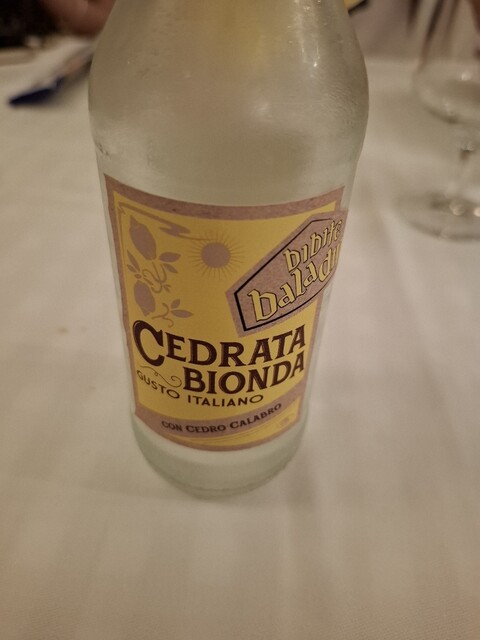 bibite
baladin
CEDRATA
BIONDA
GUSTO ITALIANO
CON CEDRO CALABRO